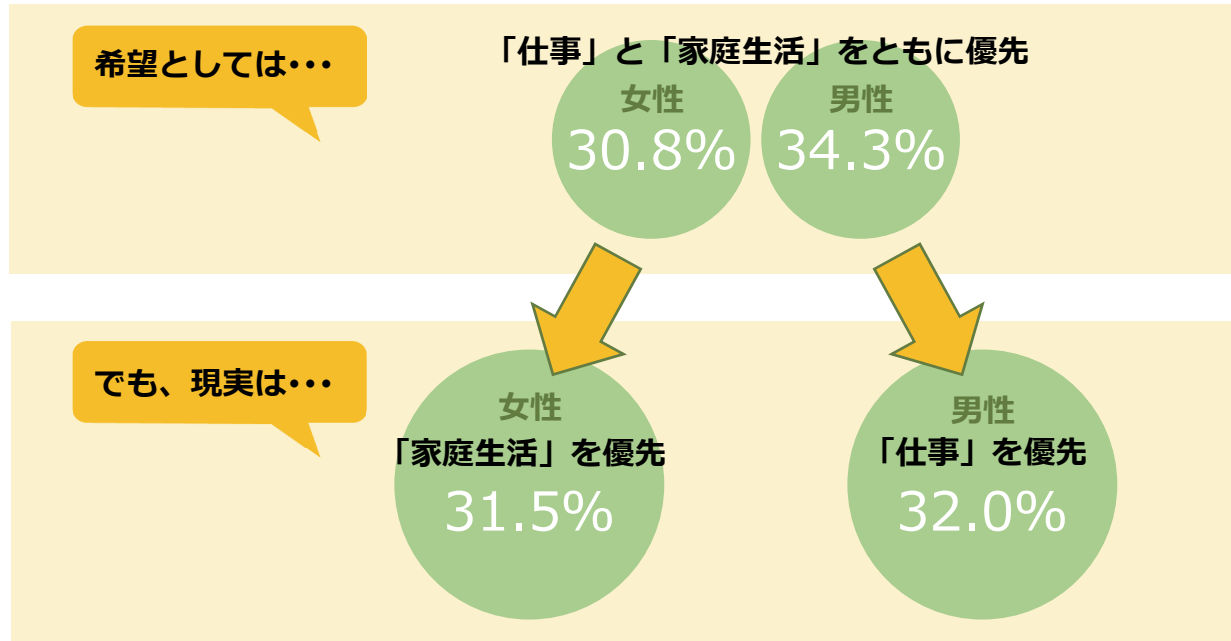 希望としては・・・
「仕事」と「家庭生活」をともに優先
女性
30.8%
男性
34.3%
でも、現実は・・・
女性
「家庭生活」を優先
31.5%
男性
「仕事」を優先
32.0%